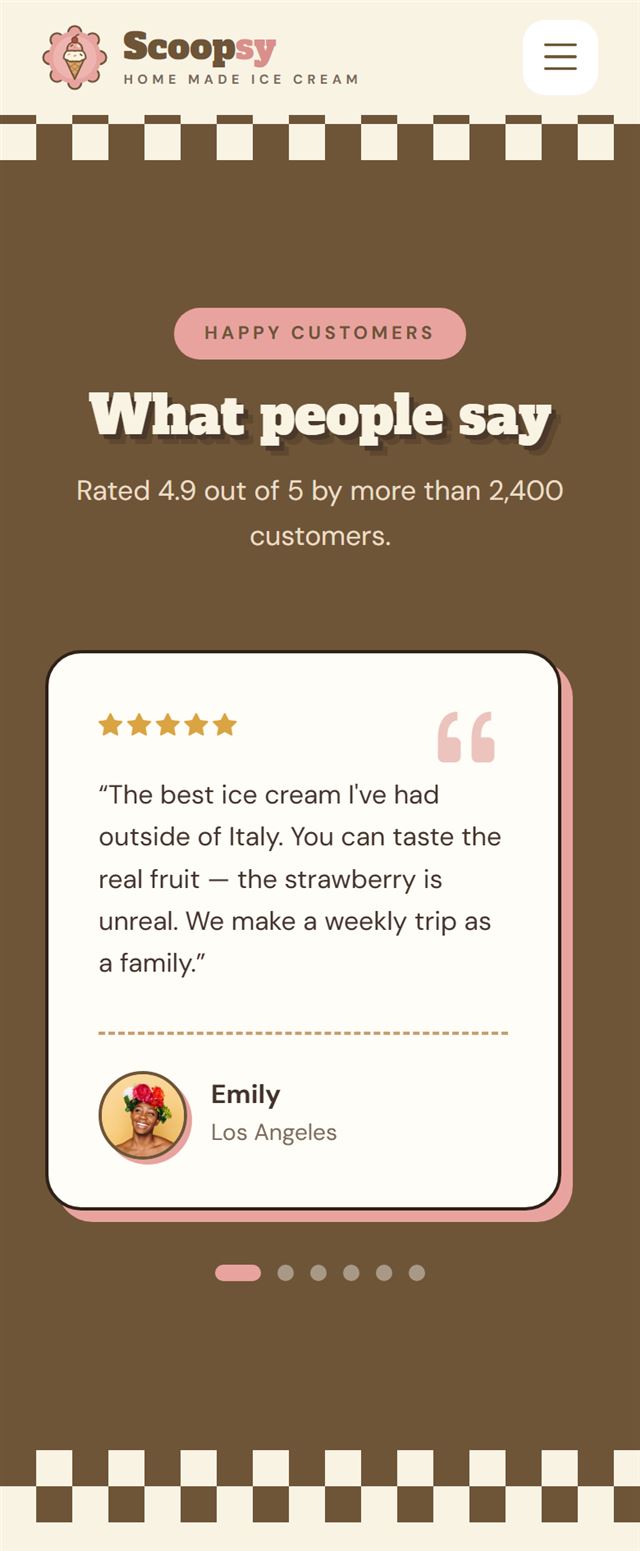 Scoopsy
HOME MADE ICE CREAM
HAPPY CUSTOMERS
What people say
Rated 4.9 out of 5 by more than 2,400
customers.
“The best ice cream I've had
outside of Italy. You can taste the
real fruit — the strawberry is
unreal. We make a weekly trip as
a family.”
Emily
Los Angeles